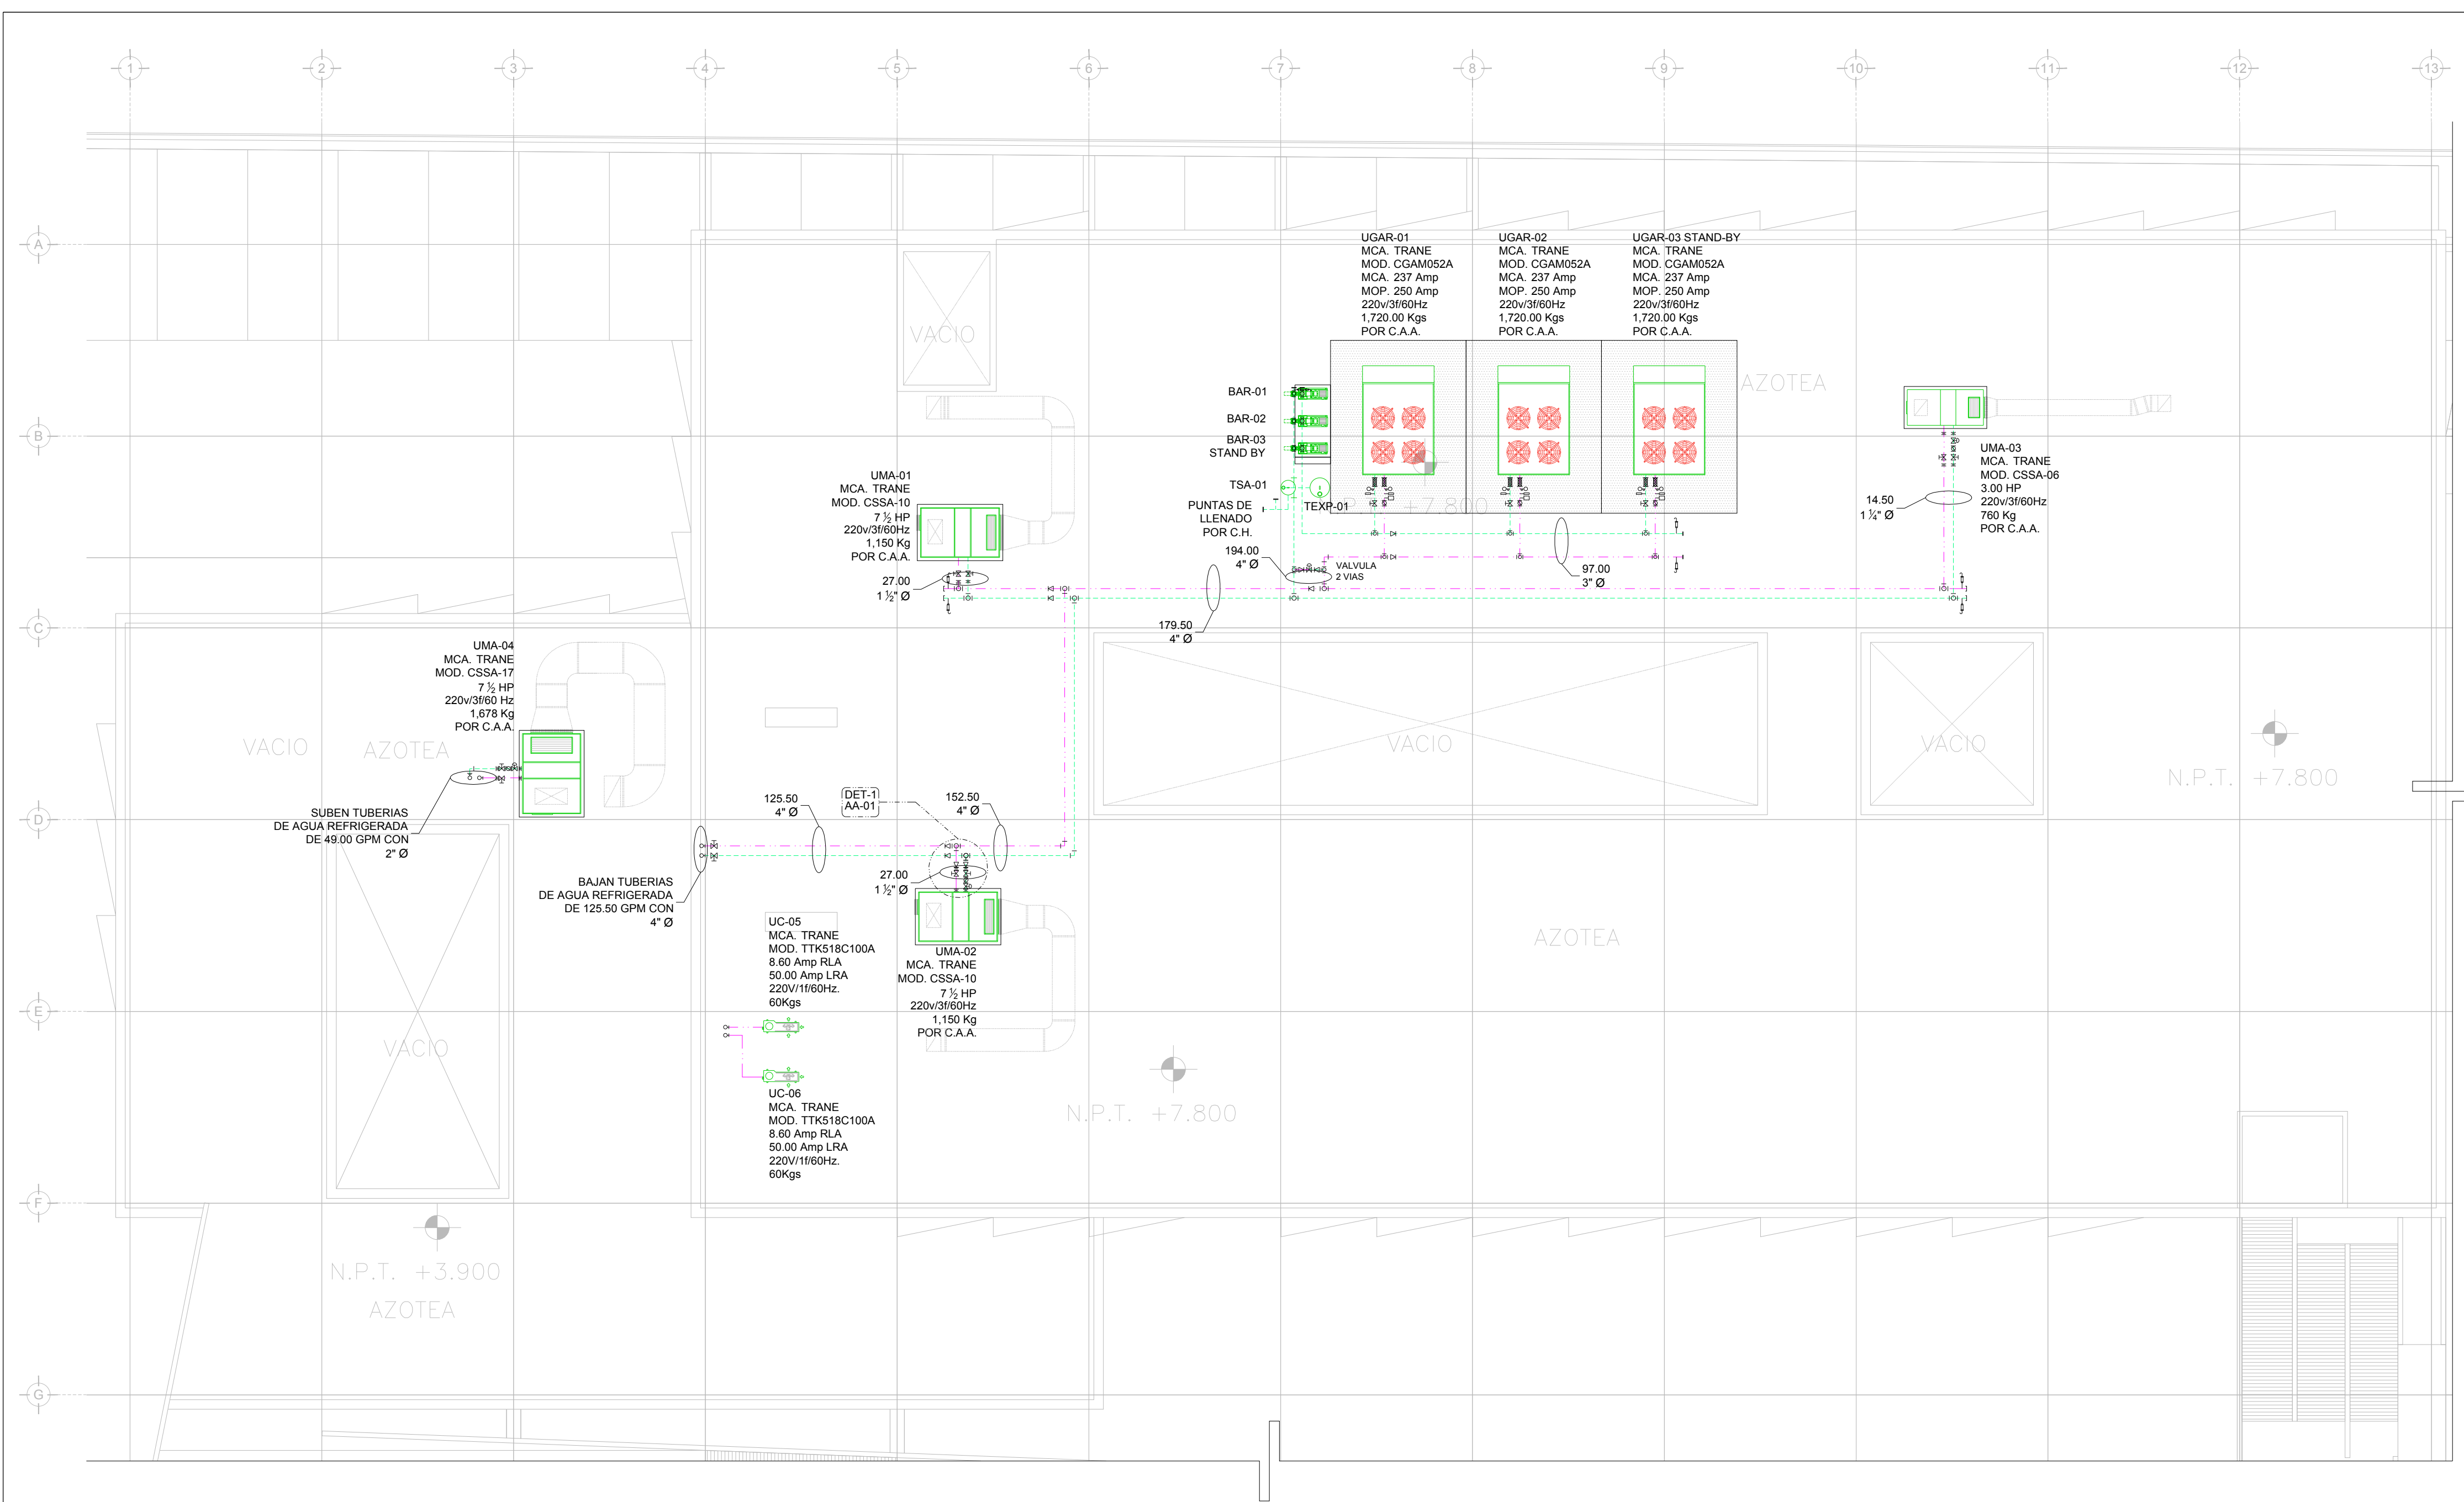 1
2
3
4
5
6
7
8
9
10
11
12
13
A
B
C
D
E
F
G
VACIO
UGAR-01
MCA. TRANE
MOD. CGAM052A
MCA. 237 Amp
MOP. 250 Amp
220v/3f/60Hz
1,720.00 Kgs
POR C.A.A.
UGAR-02
MCA. TRANE
MOD. CGAM052A
MCA. 237 Amp
MOP. 250 Amp
220v/3f/60Hz
1,720.00 Kgs
POR C.A.A.
UGAR-03 STAND-BY
MCA. TRANE
MOD. CGAM052A
MCA. 237 Amp
MOP. 250 Amp
220v/3f/60Hz
1,720.00 Kgs
POR C.A.A.
AZOTEA
BAR-01
BAR-02
BAR-03
STAND BY
TSA-01
PUNTAS DE
LLENADO
POR C.H.
TEXP-01
+7.800
194.00
4" Ø
VALVULA
2 VIAS
97.00
3" Ø
179.50
4" Ø
UMA-01
MCA. TRANE
MOD. CSSA-10
7 ½ HP
220v/3f/60Hz
1,150 Kg
POR C.A.A.
27.00
1 ½" Ø
UMA-03
MCA. TRANE
MOD. CSSA-06
3.00 HP
220v/3f/60Hz
760 Kg
POR C.A.A.
14.50
1 ¼" Ø
UMA-04
MCA. TRANE
MOD. CSSA-17
7 ½ HP
220v/3f/60 Hz
1,678 Kg
POR C.A.A.
VACIO
AZOTEA
SUBEN TUBERIAS
DE AGUA REFRIGERADA
DE 49.00 GPM CON
2" Ø
125.50
4" Ø
DET-1
AA-01
152.50
4" Ø
VACIO
VACIO
N.P.T. +7.800
BAJAN TUBERIAS
DE AGUA REFRIGERADA
DE 125.50 GPM CON
4" Ø
27.00
1 ½" Ø
UC-05
MCA. TRANE
MOD. TTK518C100A
8.60 Amp RLA
50.00 Amp LRA
220V/1f/60Hz.
60Kgs
UMA-02
MCA. TRANE
MOD. CSSA-10
7 ½ HP
220v/3f/60Hz
1,150 Kg
POR C.A.A.
AZOTEA
VACIO
UC-06
MCA. TRANE
MOD. TTK518C100A
8.60 Amp RLA
50.00 Amp LRA
220V/1f/60Hz.
60Kgs
N.P.T. +7.800
N.P.T. +3.900
AZOTEA